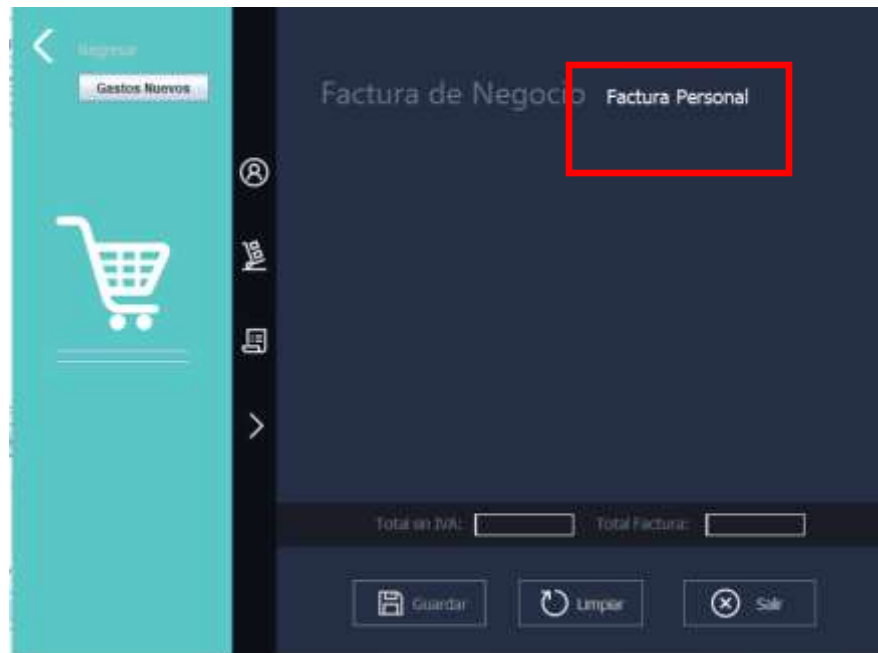 Regresar
Gastos Nuevos
Factura de Negocio
Factura Personal
Total sin IVA:
Total Factura:
Guardar
Limpiar
Salir